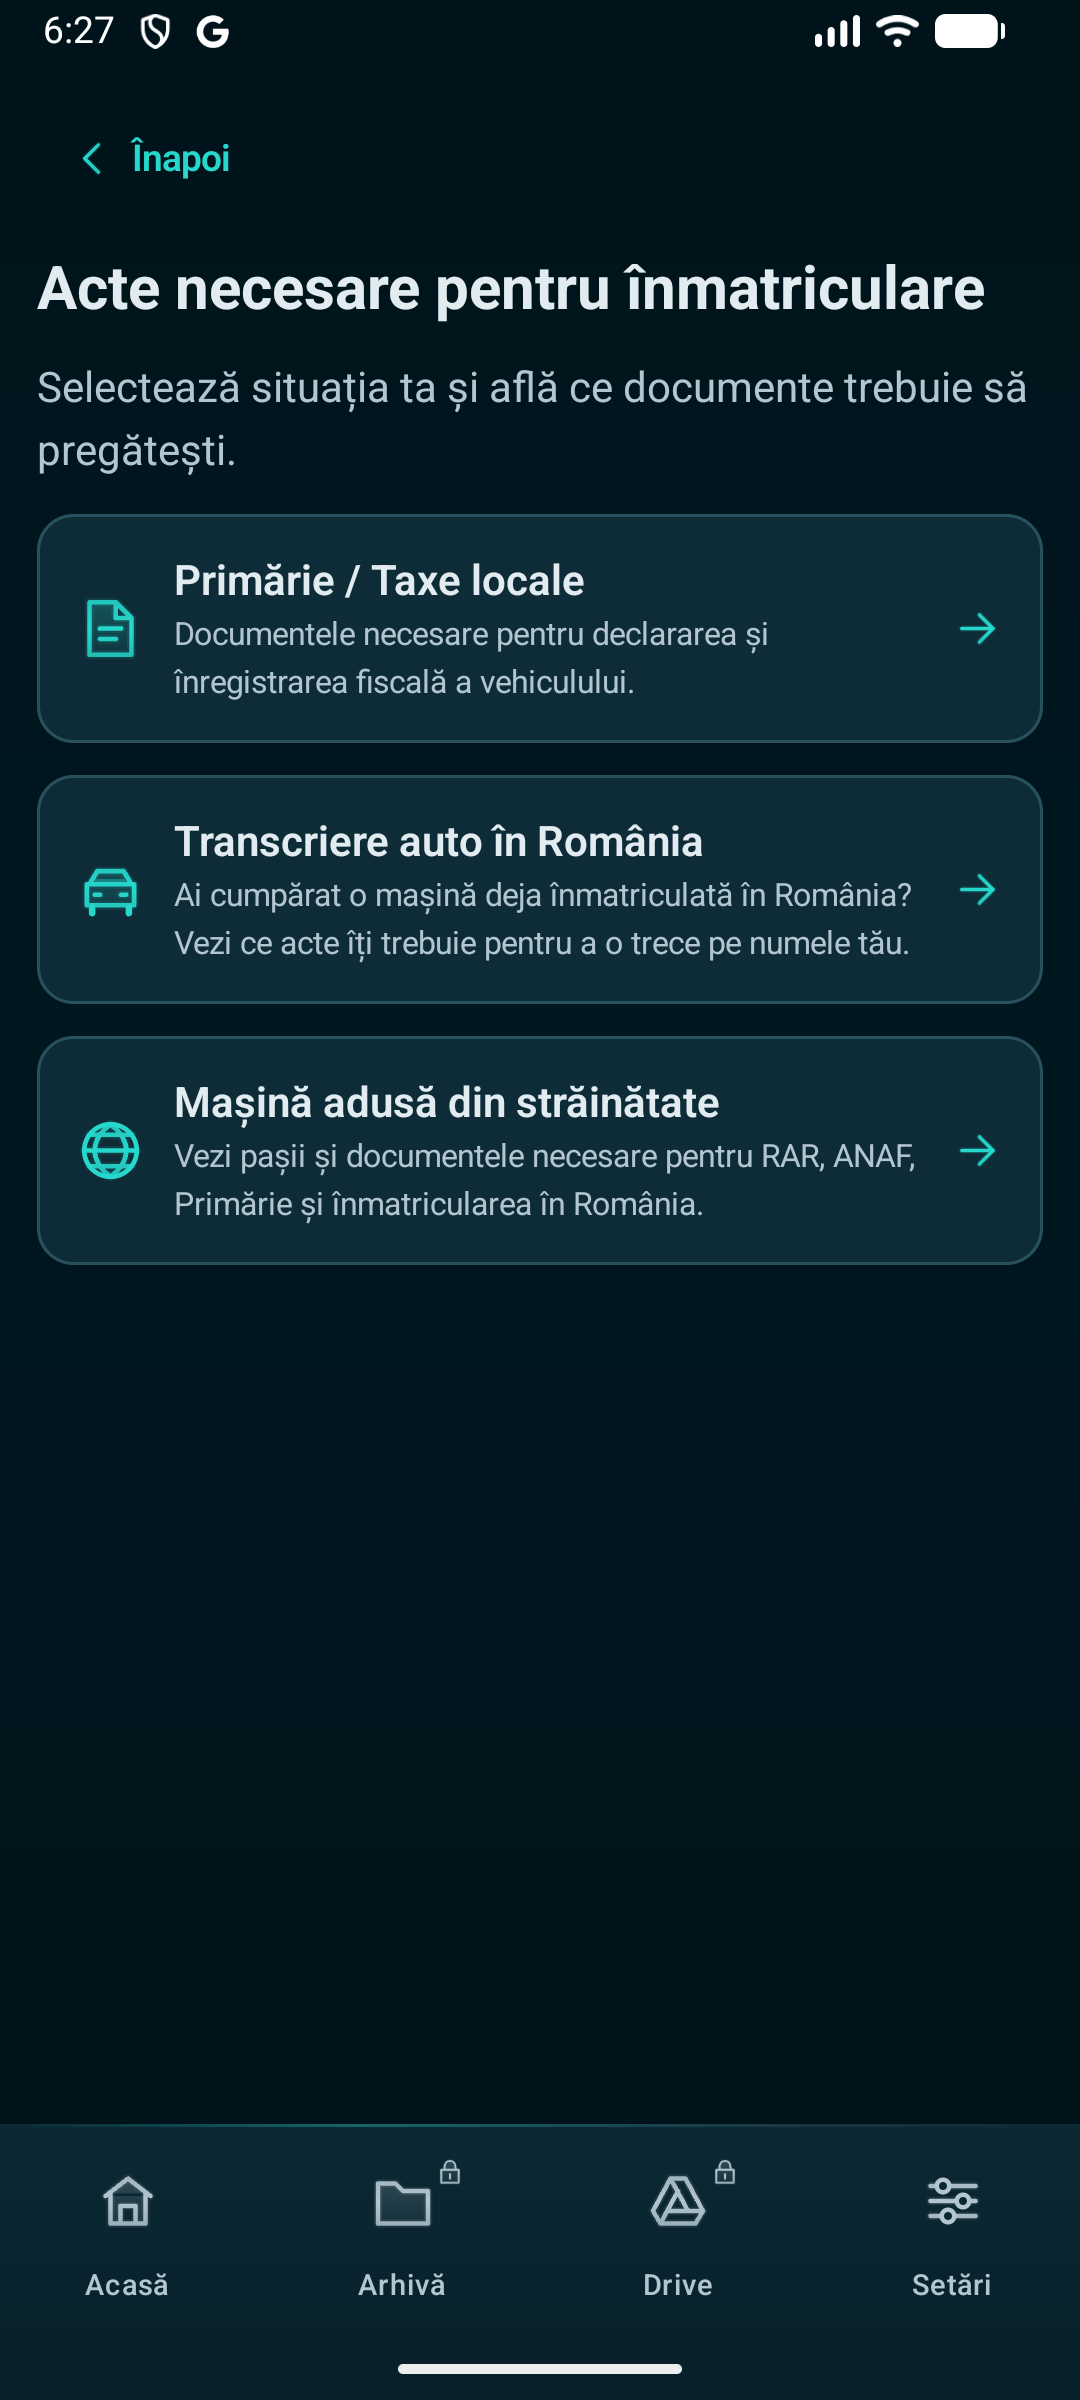 6:27
Înapoi
Acte necesare pentru înmatriculare
Selectează situația ta și află ce documente trebuie să
pregătești.
Primărie / Taxe locale
Documentele necesare pentru declararea și
înregistrarea fiscală a vehiculului.
Transcriere auto în România
Ai cumpărat o mașină deja înmatriculată în România?
Vezi ce acte îți trebuie pentru a o trece pe numele tău.
Mașină adusă din străinătate
Vezi pașii și documentele necesare pentru RAR, ANAF,
Primărie și înmatricularea în România.
Acasă
Arhivă
Drive
Setări